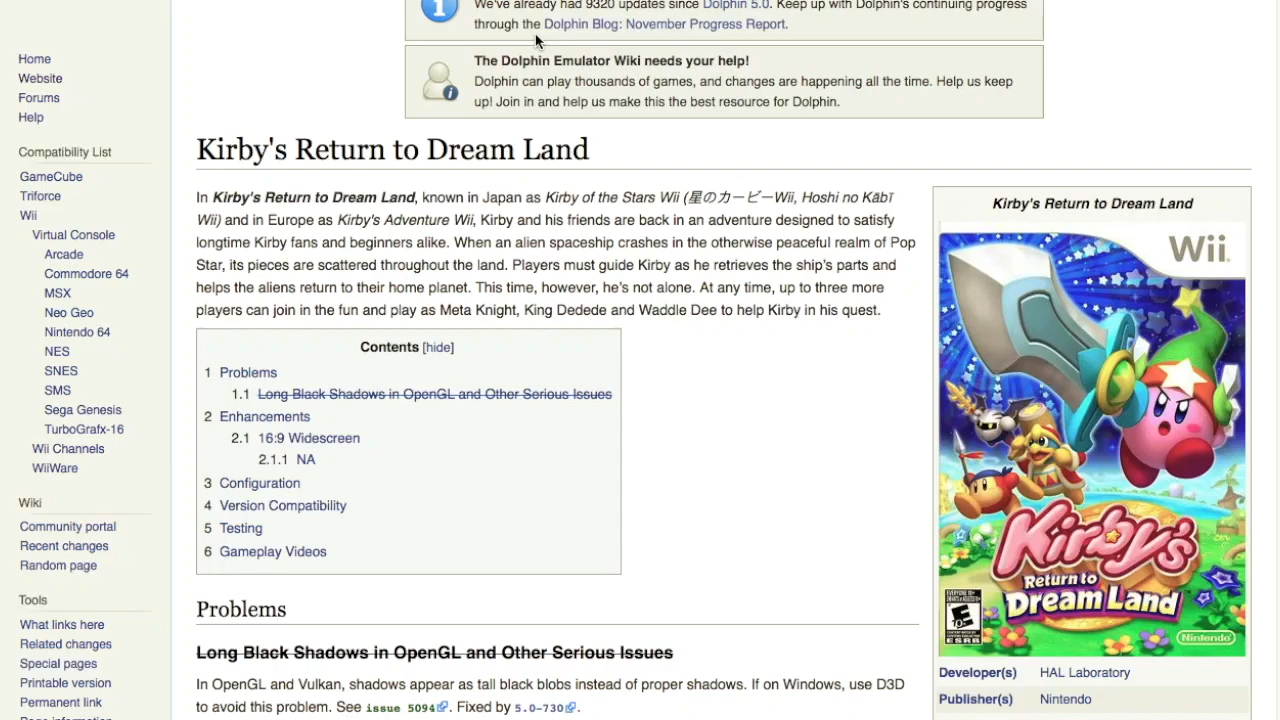 We've already had 9320 updates since Dolphin 5.0. Keep up with Dolphin's continuing progress
through the Dolphin Blog: November Progress Report.
The Dolphin Emulator Wiki needs your help!
Dolphin can play thousands of games, and changes are happening all the time. Help us keep
up! Join in and help us make this the best resource for Dolphin.
Home
Website
Forums
Help
Compatibility List
GameCube
Triforce
Wii
Virtual Console
Arcade
Commodore 64
MSX
Neo Geo
Nintendo 64
NES
SNES
SMS
Sega Genesis
TurboGrafx-16
Wii Channels
WiiWare
Wiki
Community portal
Recent changes
Random page
Tools
What links here
Related changes
Special pages
Printable version
Permanent link
Page information
Kirby's Return to Dream Land
In Kirby's Return to Dream Land, known in Japan as Kirby of the Stars Wii (星のカービーWii, Hoshi no Kābī
Wii) and in Europe as Kirby's Adventure Wii, Kirby and his friends are back in an adventure designed to satisfy
longtime Kirby fans and beginners alike. When an alien spaceship crashes in the otherwise peaceful realm of Pop
Star, its pieces are scattered throughout the land. Players must guide Kirby as he retrieves the ship's parts and
helps the aliens return to their home planet. This time, however, he's not alone. At any time, up to three more
players can join in the fun and play as Meta Knight, King Dedede and Waddle Dee to help Kirby in his quest.
Contents [hide]
1 Problems
1.1 Long Black Shadows in OpenGL and Other Serious Issues
2 Enhancements
2.1 16:9 Widescreen
2.1.1 NA
3 Configuration
4 Version Compatibility
5 Testing
6 Gameplay Videos
Problems
Long Black Shadows in OpenGL and Other Serious Issues
In OpenGL and Vulkan, shadows appear as tall black blobs instead of proper shadows. If on Windows, use D3D
to avoid this problem. See issue 5094. Fixed by 5.0-730.
Kirby's Return to Dream Land
Wii
Kirby's
Return to
Dream Land
EVERYONE 10+
E10+
ESRB
Nintendo
Developer(s) HAL Laboratory
Publisher(s) Nintendo